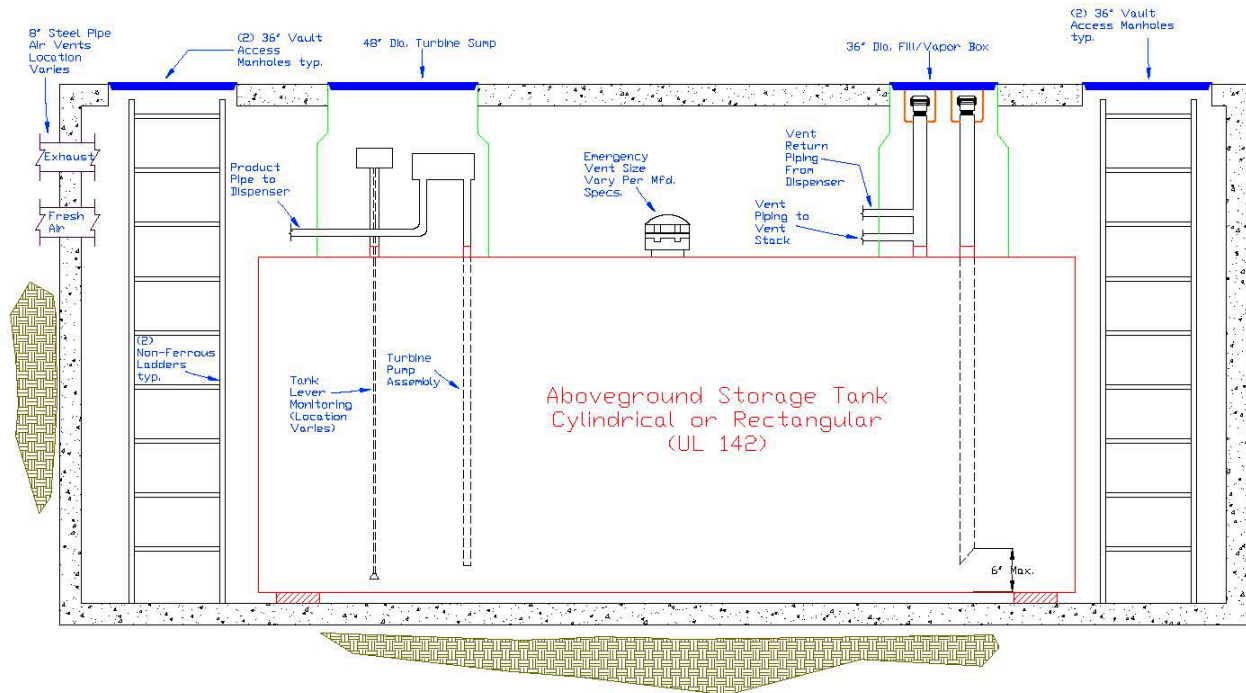 8" Steel Pipe
Air Vents
Location
Varies
(2) 36" Vault
Access
Manholes typ.
48" Dia. Turbine Sump
36" Dia. Fill/Vapor Box
(2) 36" Vault
Access Manholes
typ.
Exhaust
Fresh
Air
Product
Pipe to
Dispenser
Emergency
Vent Size
Vary Per Mfd.
Specs.
Vent
Return
Piping
From
Dispenser
Vent
Piping to
Vent
Stack
(2)
Non-Ferrous
Ladders
typ.
Tank
Lever
Monitoring
(Location
Varies)
Turbine
Pump
Assembly
Aboveground Storage Tank
Cylindrical or Rectangular
(UL 142)
6" Max.